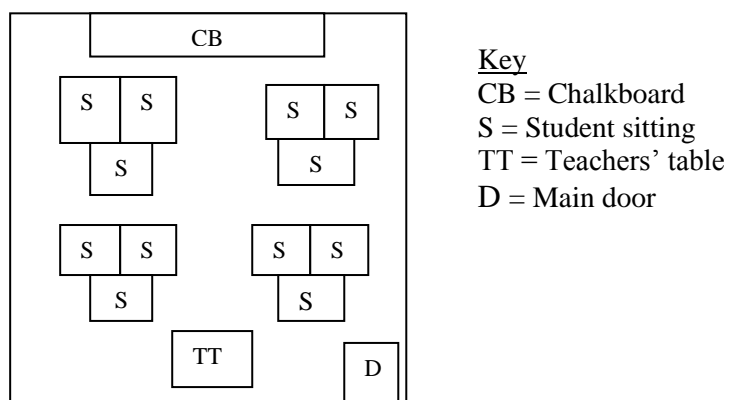 CB
S S
S
S S
S
S S
S
S S
S
TT
D
Key
CB = Chalkboard
S = Student sitting
TT = Teachers’ table
D = Main door